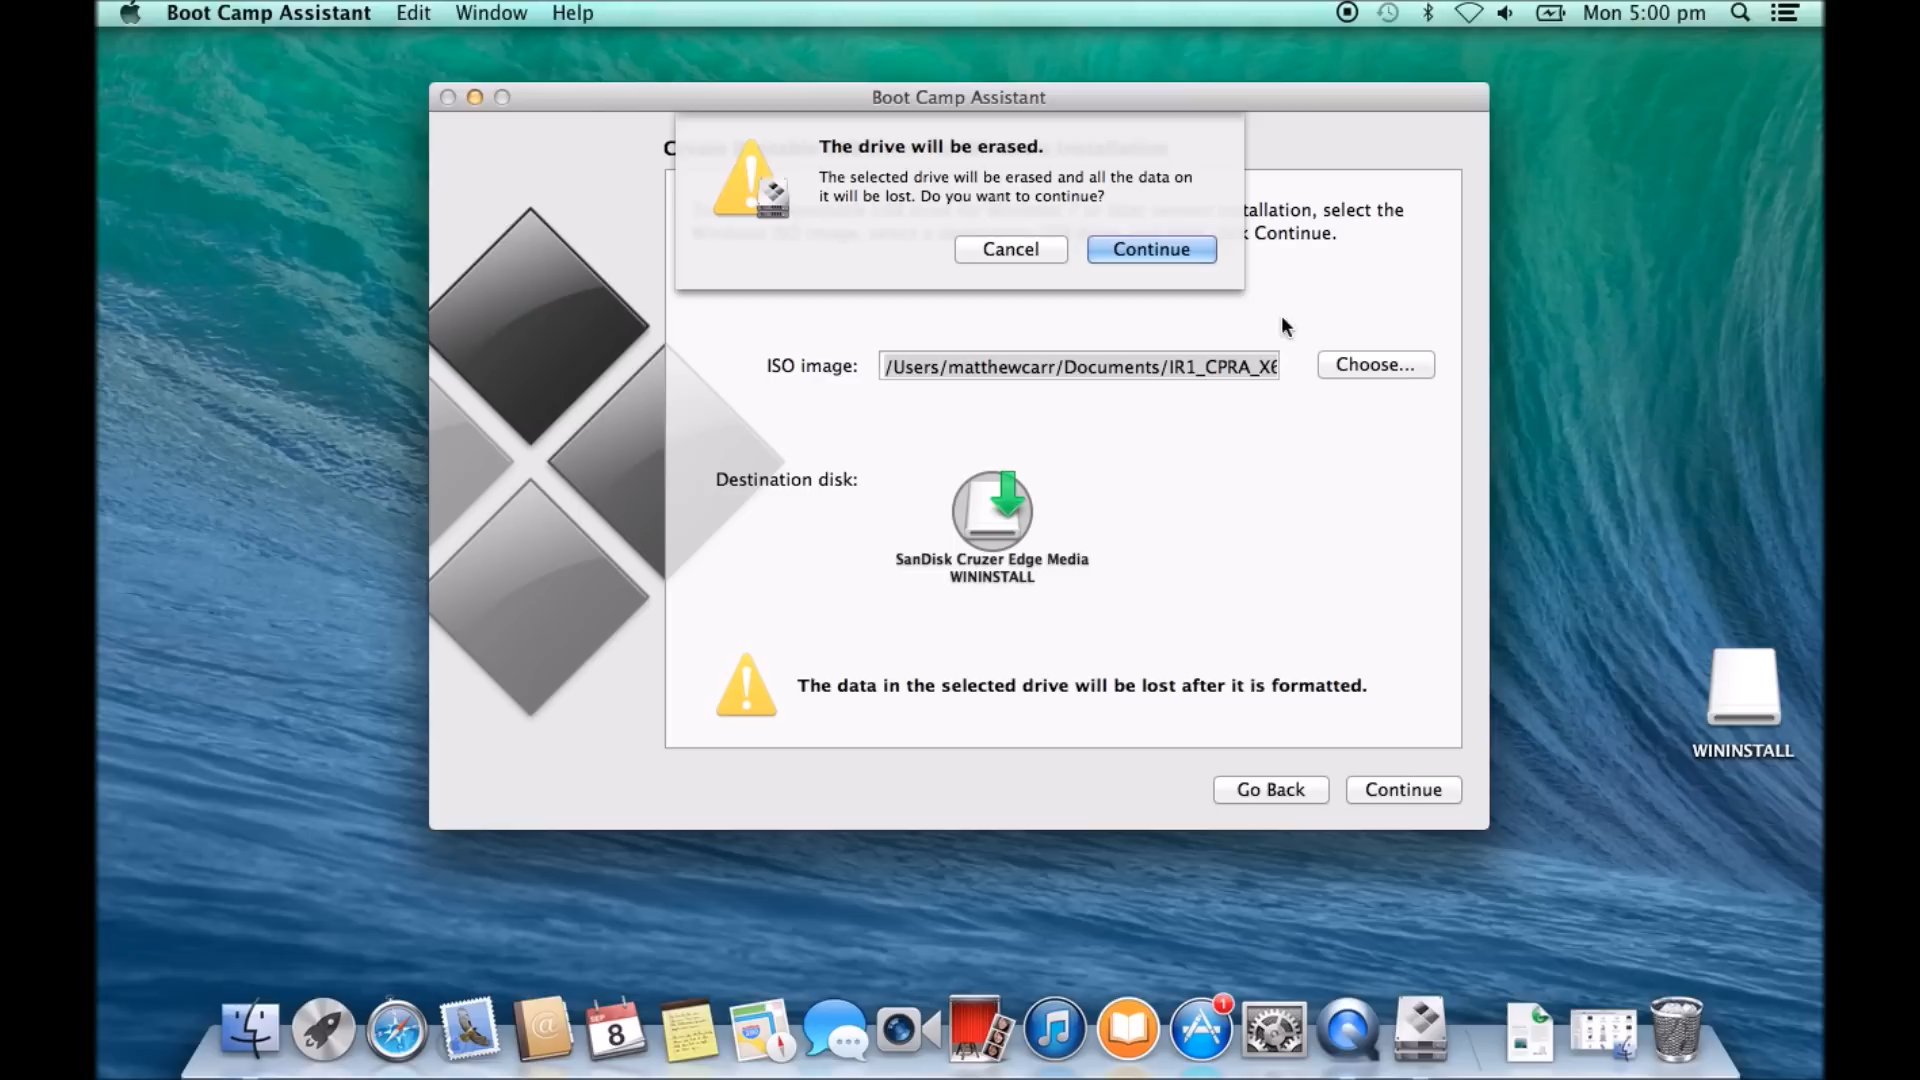 Boot Camp Assistant Edit Window Help Mon 5:00 pm
Boot Camp Assistant
The drive will be erased.
The selected drive will be erased and all the data on
it will be lost. Do you want to continue?
Cancel Continue
tallation, select the
k Continue.
ISO image: /Users/matthewcarr/Documents/IR1_CPRA_X6 Choose...
Destination disk:
SanDisk Cruzer Edge Media
WININSTALL
The data in the selected drive will be lost after it is formatted.
WININSTALL
Go Back Continue
SEP
8
1